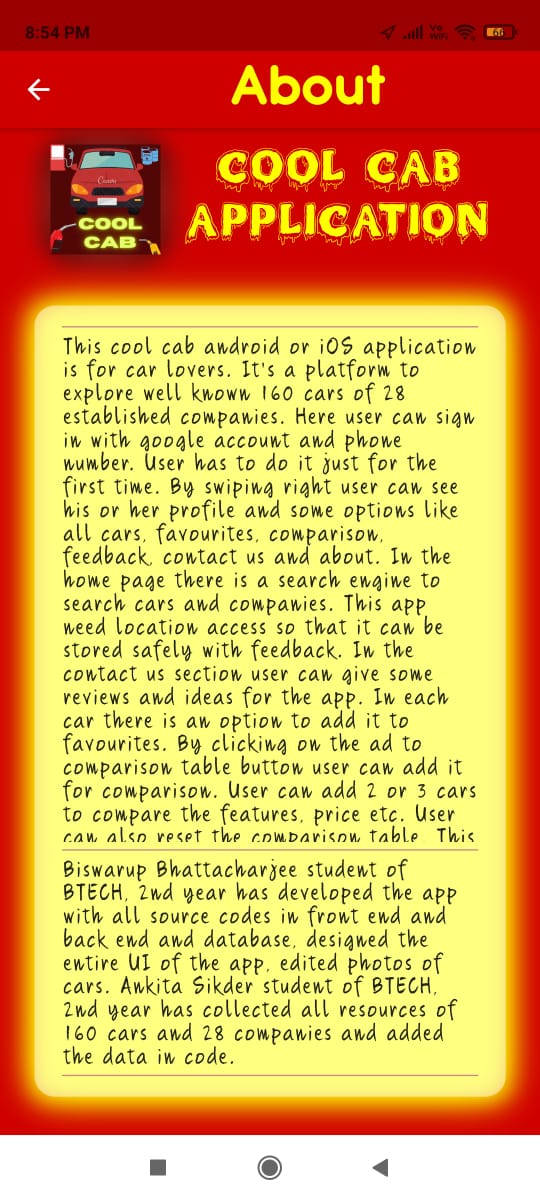 8:54 PM
Vo
WiFi
60
About
Canva
COOL
CAB
COOL CAB
APPLICATION
This cool cab android or iOS application
is for car lovers. It's a platform to
explore well known 160 cars of 28
established companies. Here user can sign
in with google account and phone
number. User has to do it just for the
first time. By swiping right user can see
his or her profile and some options like
all cars, favourites, comparison,
feedback, contact us and about. In the
home page there is a search engine to
search cars and companies. This app
need location access so that it can be
stored safely with feedback. In the
contact us section user can give some
reviews and ideas for the app. In each
car there is an option to add it to
favourites. By clicking on the ad to
comparison table button user can add it
for comparison. User can add 2 or 3 cars
to compare the features, price etc. User
can also reset the comparison table. This
Biswarup Bhattacharjee student of
BTECH, 2nd year has developed the app
with all source codes in front end and
back end and database, designed the
entire UI of the app, edited photos of
cars. Ankita Sikder student of BTECH,
2nd year has collected all resources of
160 cars and 28 companies and added
the data in code.